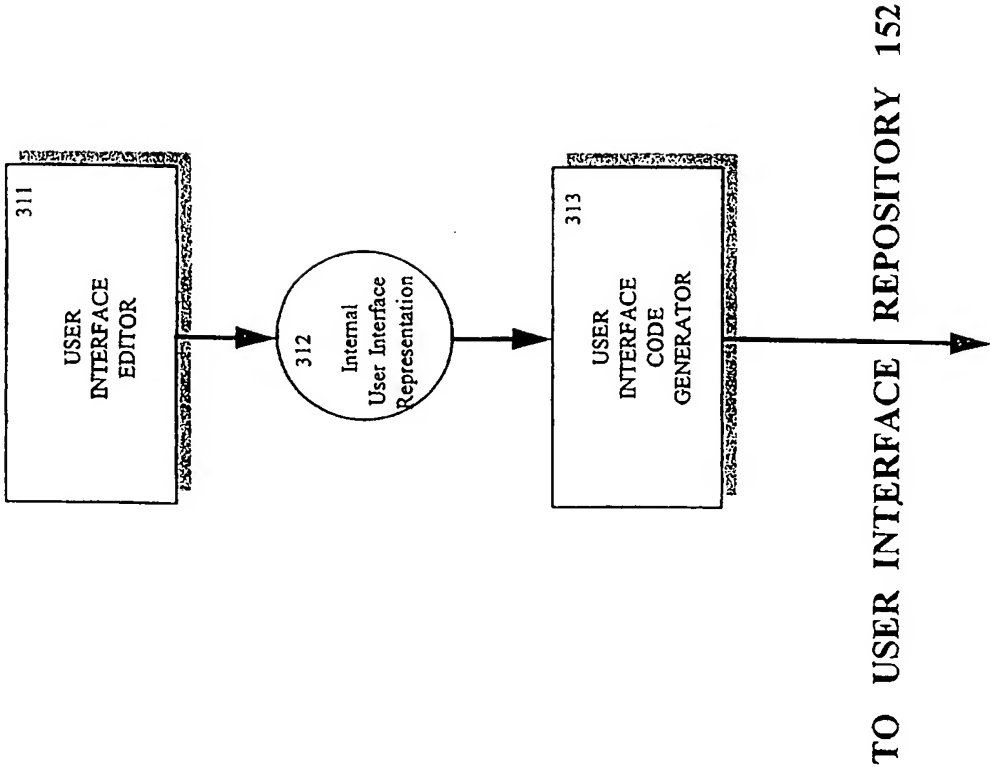 311
USER
INTERFACE
EDITOR
312
Internal
User Interface
Representation
313
USER
INTERFACE
CODE
GENERATOR
TO USER INTERFACE REPOSITORY 152